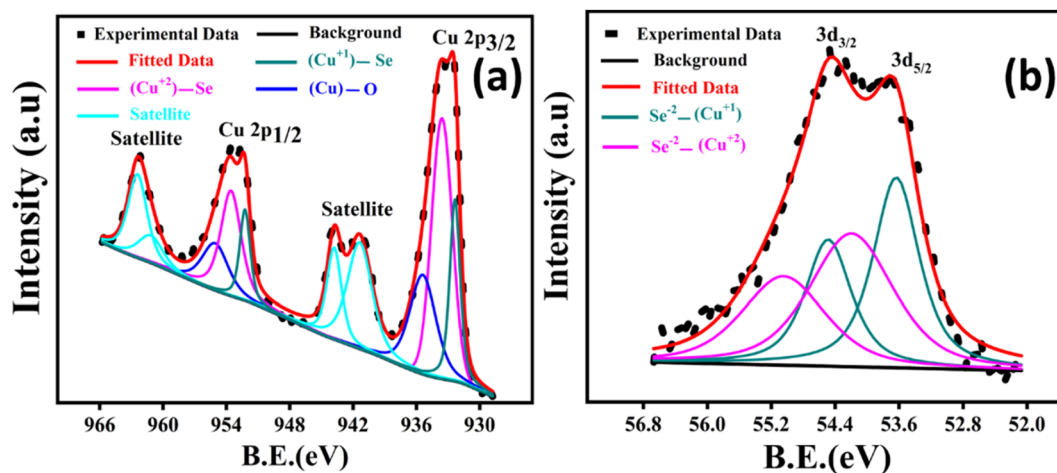 Experimental Data
Background
Fitted Data
(Cu⁺¹)—Se
(Cu⁺²)—Se
(Cu)—O
Satellite
Cu 2p3/2
(a)
Satellite
Cu 2p1/2
Satellite
Intensity (a.u)
966 960 954 948 942 936 930
B.E.(eV)
Experimental Data
Background
Fitted Data
Se⁻²—(Cu⁺¹)
Se⁻²—(Cu⁺²)
3d₃/₂
3d₅/₂
(b)
Intensity (a.u)
56.8 56.0 55.2 54.4 53.6 52.8 52.0
B.E.(eV)